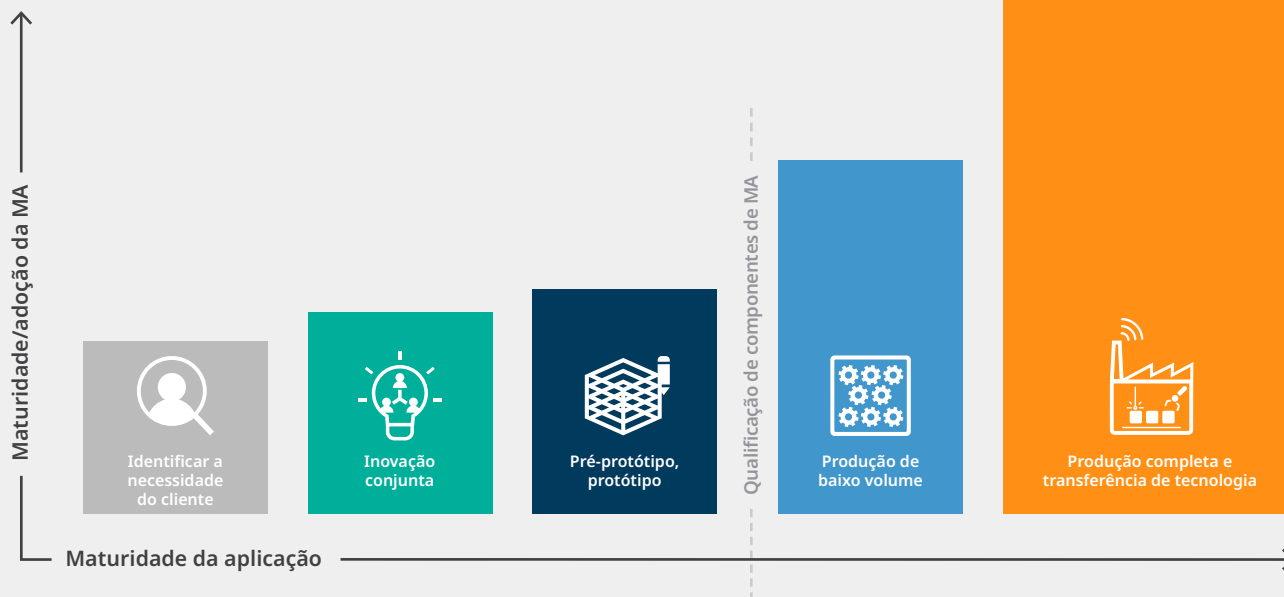 Maturidade/adoção da MA
Identificar a
necessidade
do cliente
Inovação
conjunta
Pré-protótipo,
protótipo
Qualificação de componentes de MA
Produção de
baixo volume
Produção completa e
transferência de tecnologia
Maturidade da aplicação